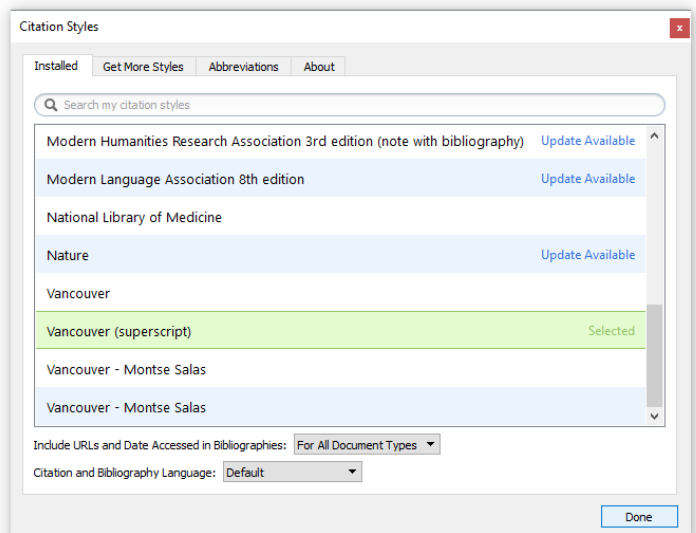 Citation Styles
x
Installed
Get More Styles
Abbreviations
About
Search my citation styles
Modern Humanities Research Association 3rd edition (note with bibliography) Update Available
Modern Language Association 8th edition Update Available
National Library of Medicine
Nature Update Available
Vancouver
Vancouver (superscript) Selected
Vancouver - Montse Salas
Vancouver - Montse Salas
Include URLs and Date Accessed in Bibliographies: For All Document Types
Citation and Bibliography Language: Default
Done